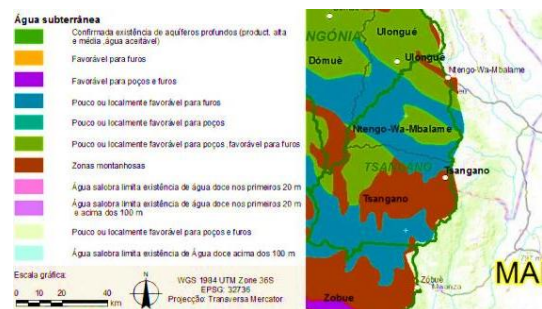 Água subterrânea
Confirmada existência de aquíferos profundos (product. alta
e média ,água aceitável)
Favorável para furos
Favorável para poços e furos
Pouco ou localmente favorável para furos
Pouco ou localmente favorável para poços
Pouco ou localmente favorável para poços ,favorável para furos
Zonas montanhosas
Água salobra limita existência de água doce nos primeiros 20 m
Água salobra limita existência de água doce nos primeiros 20 m
e acima dos 100 m
Pouco ou localmente favorável para poços e furos
Água salobra limita existência de Água doce acima dos 100 m
Escala gráfica:
0 10 20 40
km
N
WGS 1984 UTM Zone 36S
EPSG: 32736
Projecção: Transversa Mercator
NGÓNIA
Ulonguè
Dómuè
Ulonguè
Ntengo-Wa-Mbalame
Ntengo-Wa-Mbalame
TSANGANO
Tsangano
Tsangano
Zóbuè
Mwanza
Zobue
MA